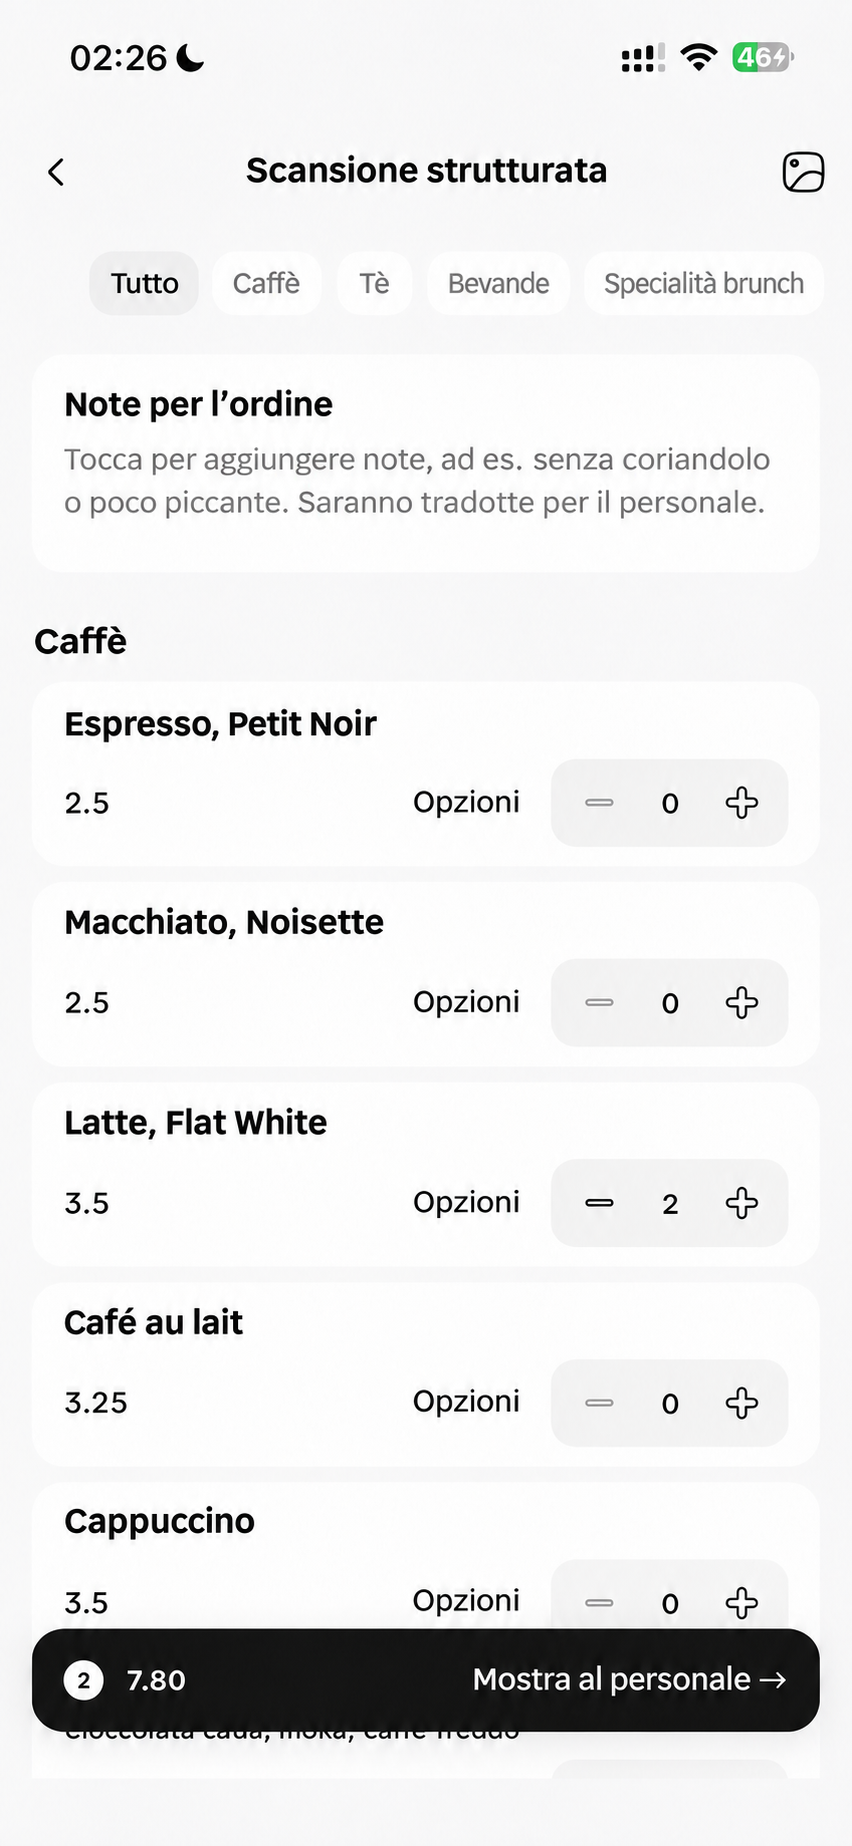 02:26
46
Scansione strutturata
Tutto
Caffè
Tè
Bevande
Specialità brunch
Note per l’ordine
Tocca per aggiungere note, ad es. senza coriandolo
o poco piccante. Saranno tradotte per il personale.
Caffè
Espresso, Petit Noir
2.5
Opzioni
0
Macchiato, Noisette
2.5
Opzioni
0
Latte, Flat White
3.5
Opzioni
2
Café au lait
3.25
Opzioni
0
Cappuccino
3.5
Opzioni
0
2
7.80
Mostra al personale →
moka, caffè freddo